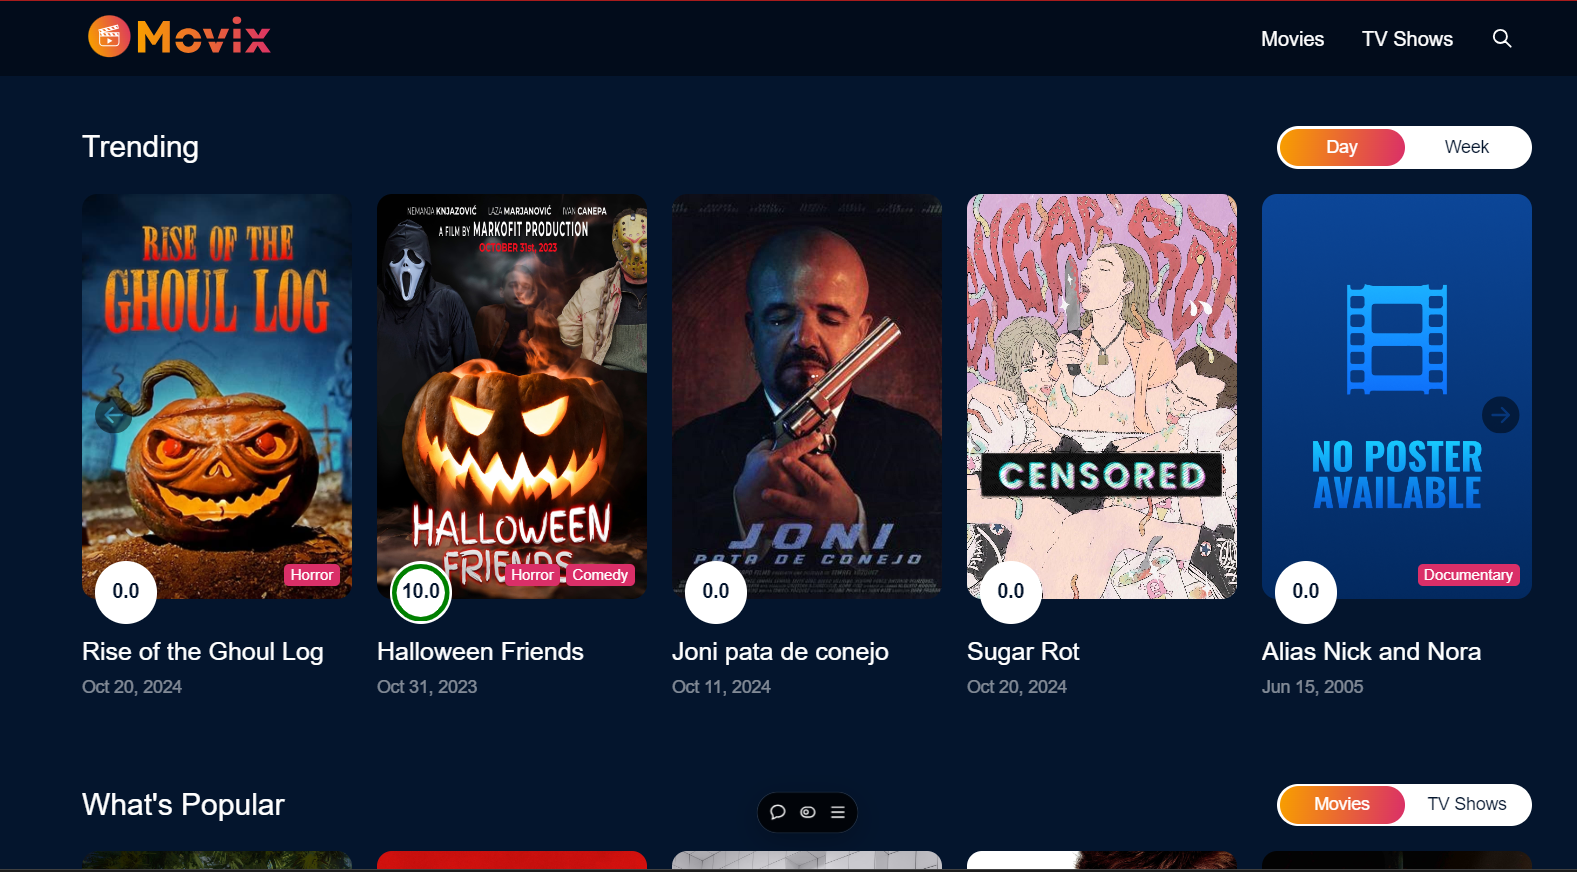 Movix
Movies
TV Shows
Trending
Day
Week
RISE OF THE
GHOUL LOG
Horror
0.0
Rise of the Ghoul Log
Oct 20, 2024
NEMANJA KNJAZOVIĆ LAZA MARJANOVIĆ IVAN CANEPA
A FILM BY MARKOFIT PRODUCTION
OCTOBER 31st, 2023
HALLOWEEN
FRIENDS
Horror
Comedy
10.0
Halloween Friends
Oct 31, 2023
JONI
PATA DE CONEJO
0.0
Joni pata de conejo
Oct 11, 2024
SUGAR ROT
CENSORED
0.0
Sugar Rot
Oct 20, 2024
NO POSTER
AVAILABLE
Documentary
0.0
Alias Nick and Nora
Jun 15, 2005
What's Popular
Movies
TV Shows